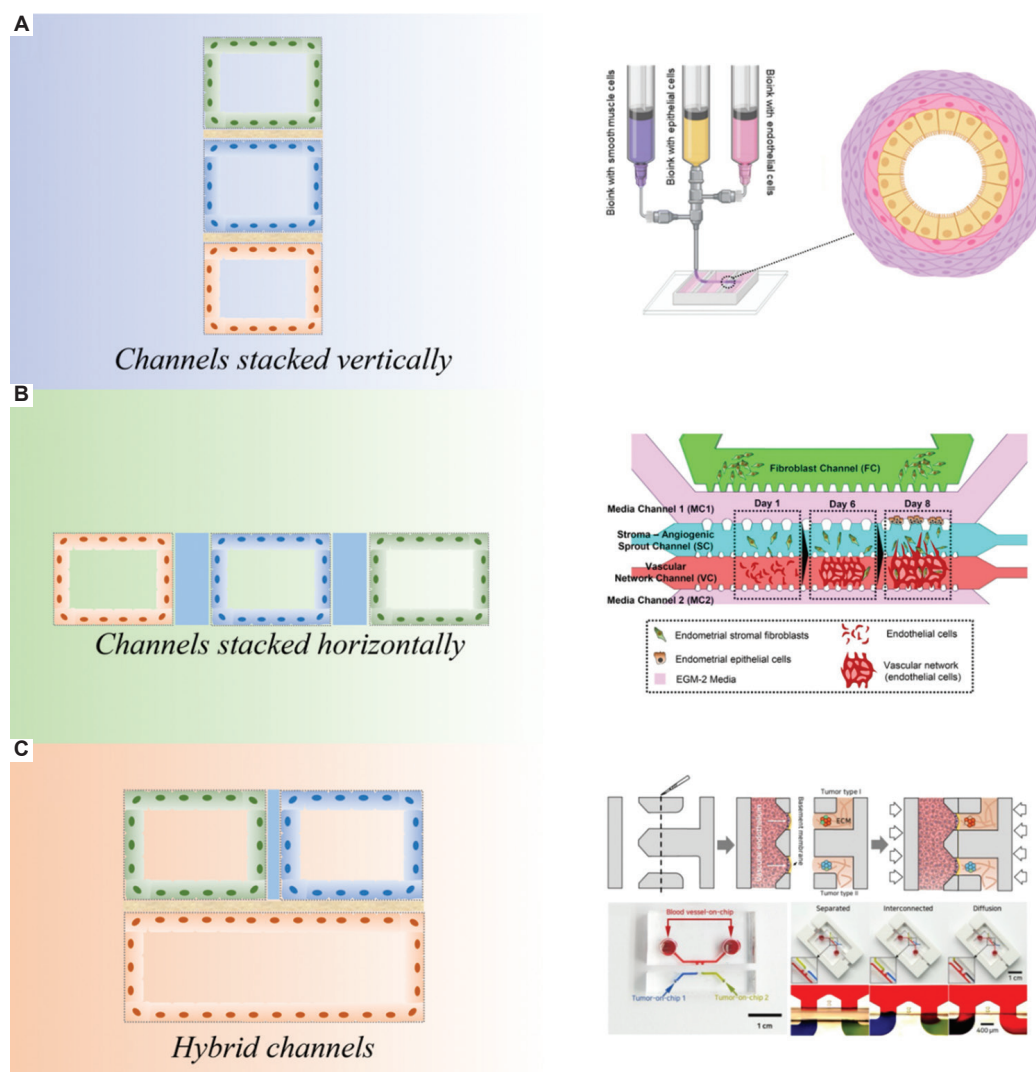 A
Bioink with smooth muscle cells
Bioink with epithelial cells
Bioink with endothelial cells
Channels stacked vertically
B
Fibroblast Channel (FC)
Media Channel 1 (MC1)
Day 1
Day 6
Day 8
Stroma – Angiogenic
Sprout Channel (SC)
Vascular
Network Channel (VC)
Media Channel 2 (MC2)
Endometrial stromal fibroblasts
Endothelial cells
Endometrial epithelial cells
Vascular network
(endothelial cells)
EGM-2 Media
Channels stacked horizontally
C
Tumor type I
ECM
Basement membrane
Tumor type II
Blood vessel-on-chip
Tumor-on-chip 1
Tumor-on-chip 2
1 cm
Separated
Interconnected
Diffusion
1 cm
400 μm
Hybrid channels